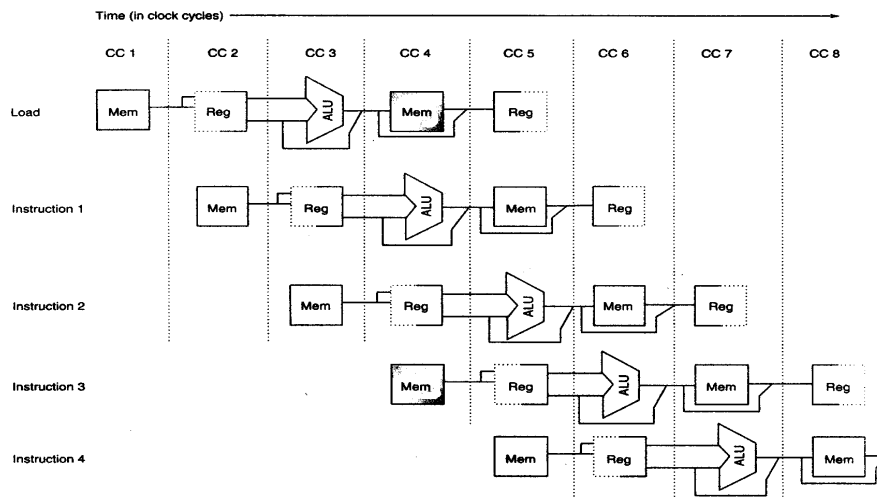 Time (in clock cycles)
CC 1 CC 2 CC 3 CC 4 CC 5 CC 6 CC 7 CC 8
Load Mem Reg ALU Mem Reg
Instruction 1 Mem Reg ALU Mem Reg
Instruction 2 Mem Reg ALU Mem Reg
Instruction 3 Mem Reg ALU Mem Reg
Instruction 4 Mem Reg ALU Mem